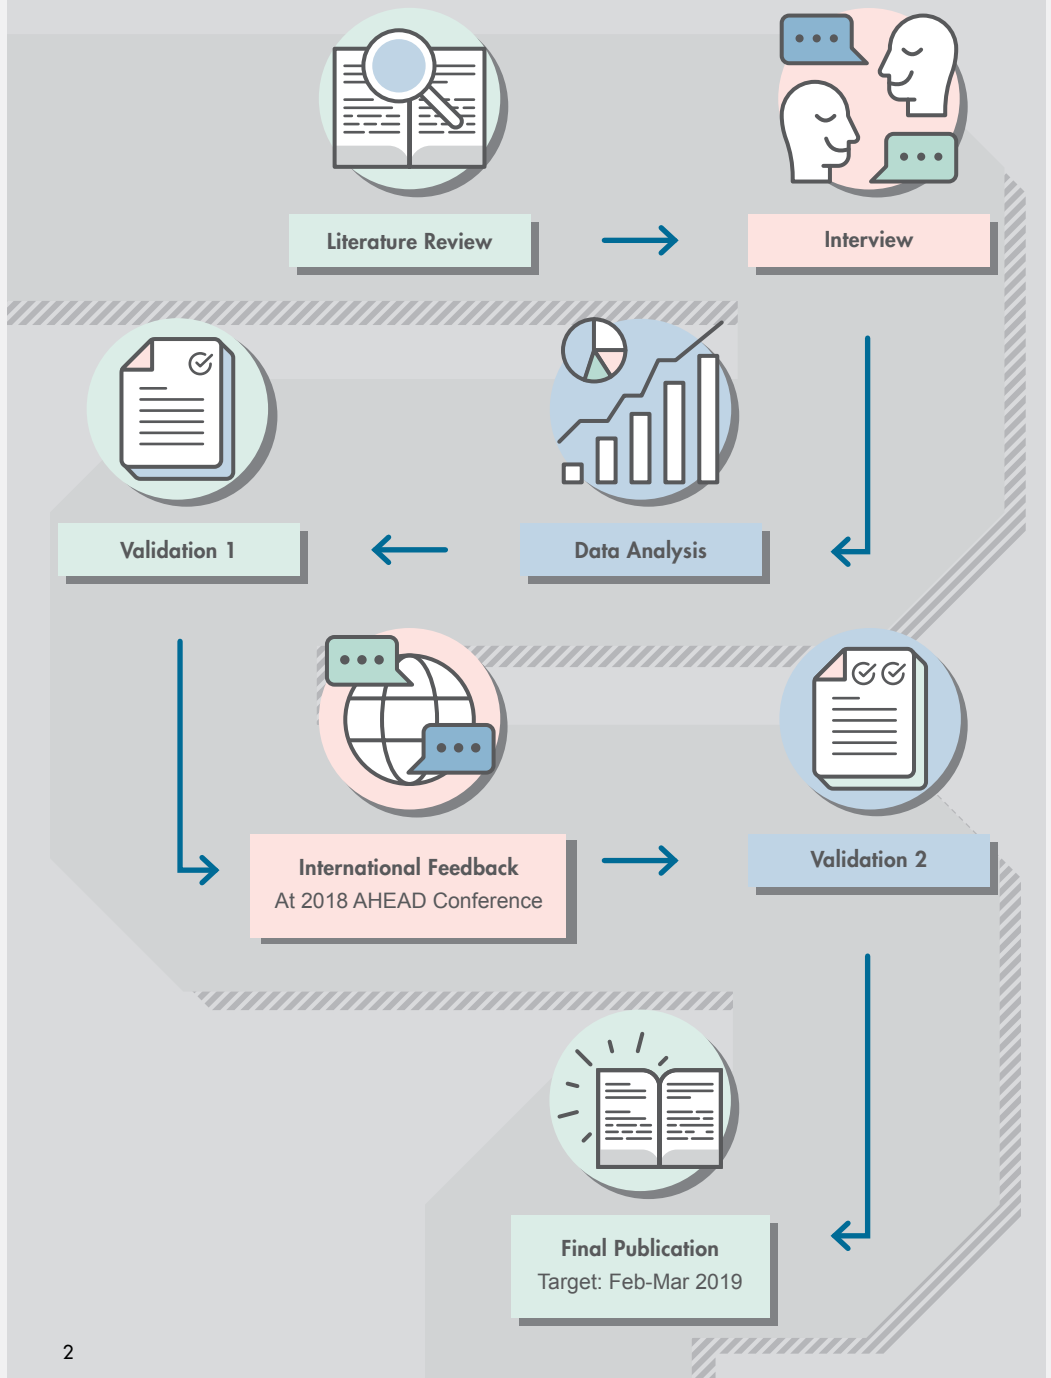 Literature Review
Interview
Data Analysis
Validation 1
International Feedback
At 2018 AHEAD Conference
Validation 2
Final Publication
Target: Feb-Mar 2019
2